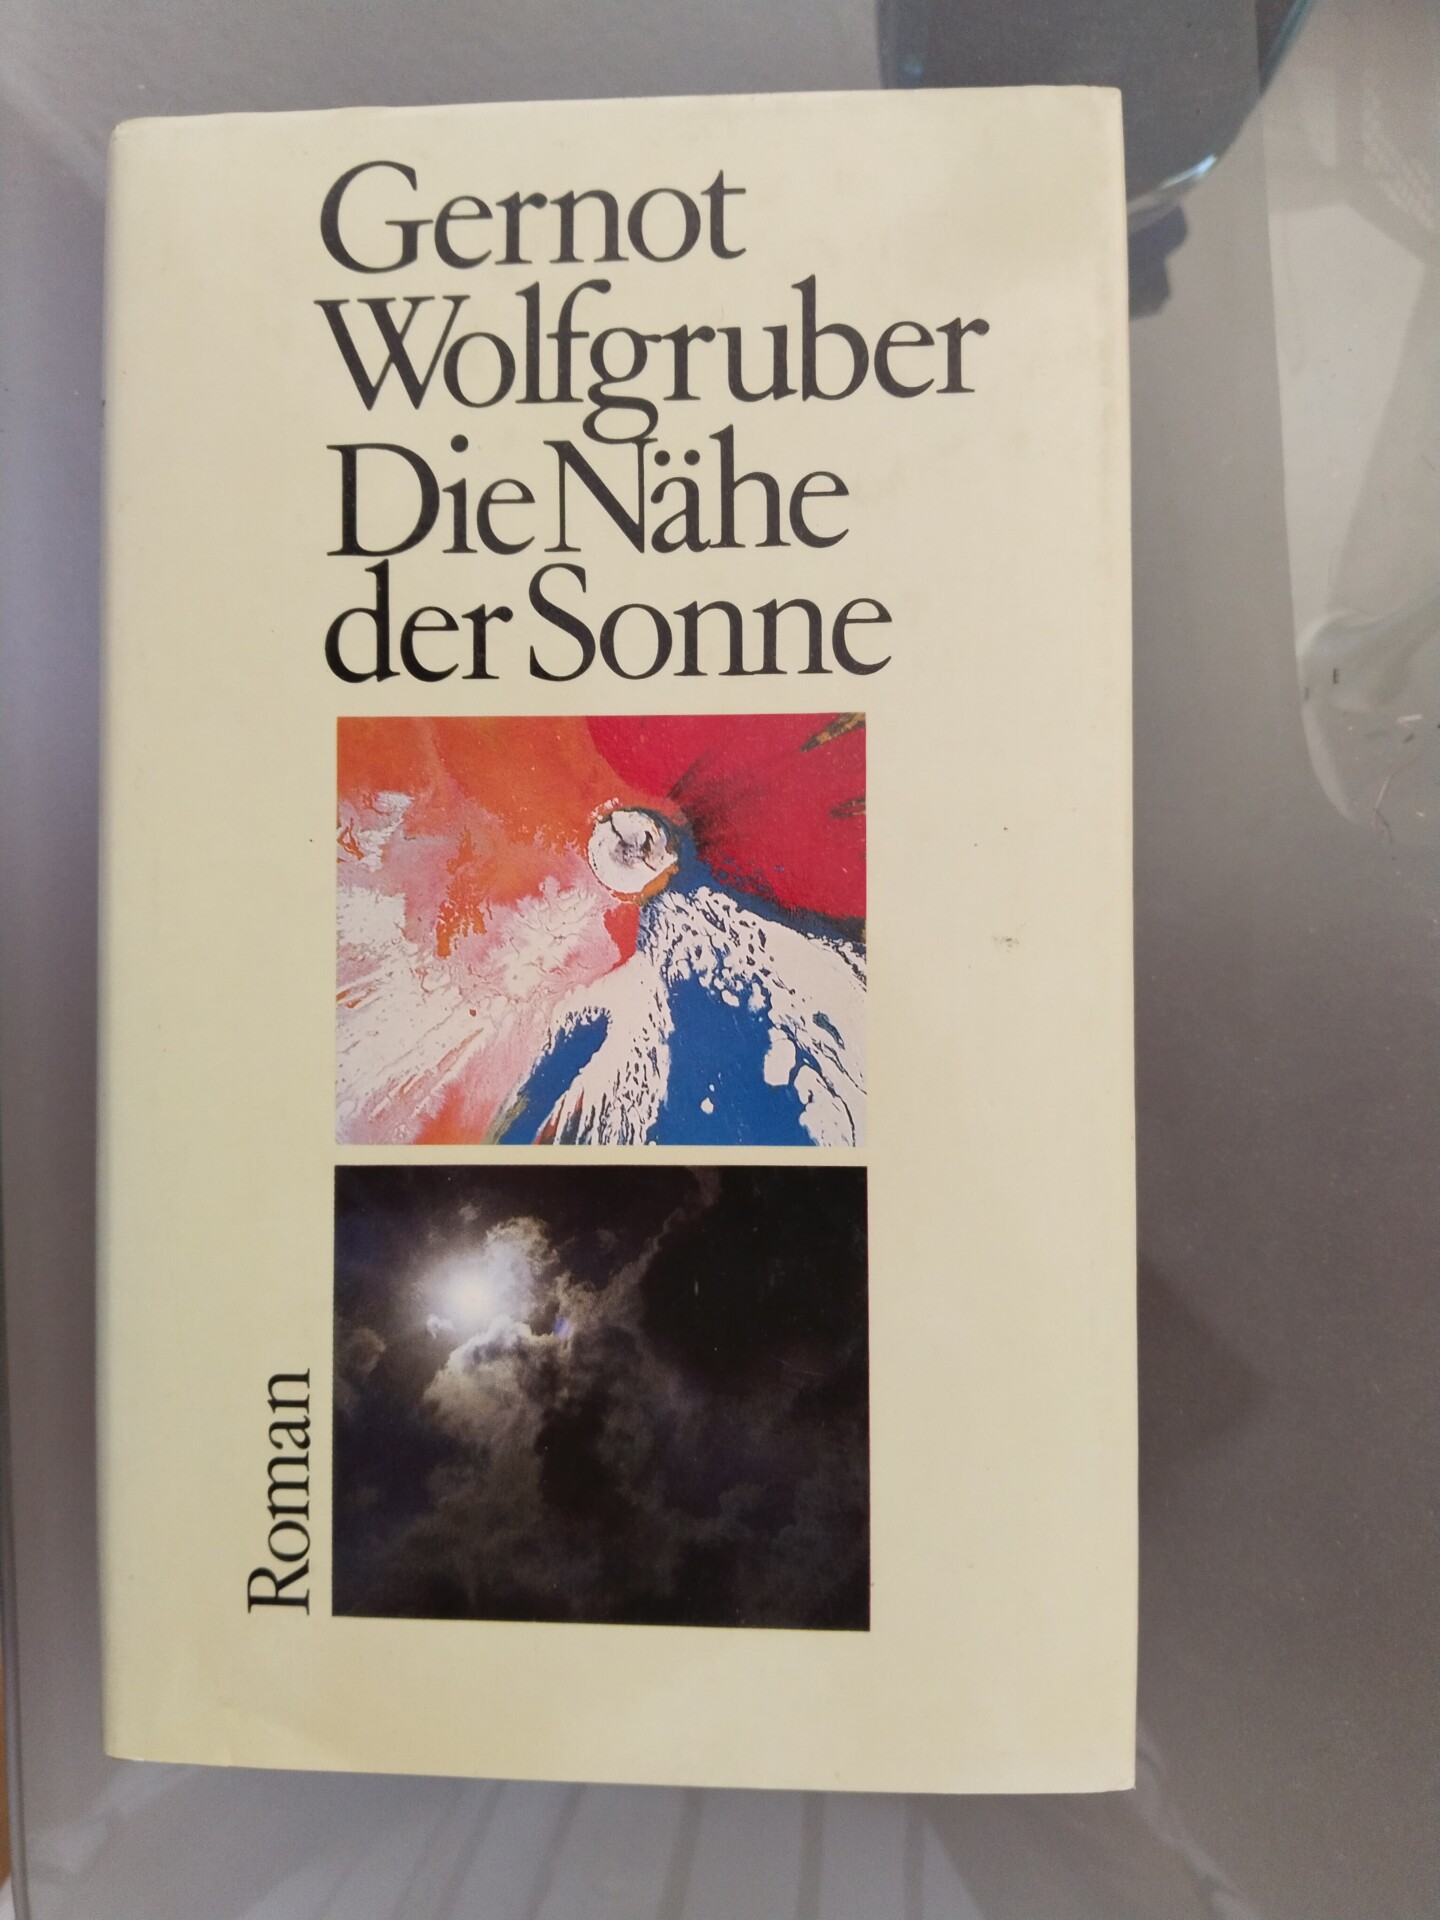 Gernot
Wolfgruber
Die Nähe
der Sonne
Roman